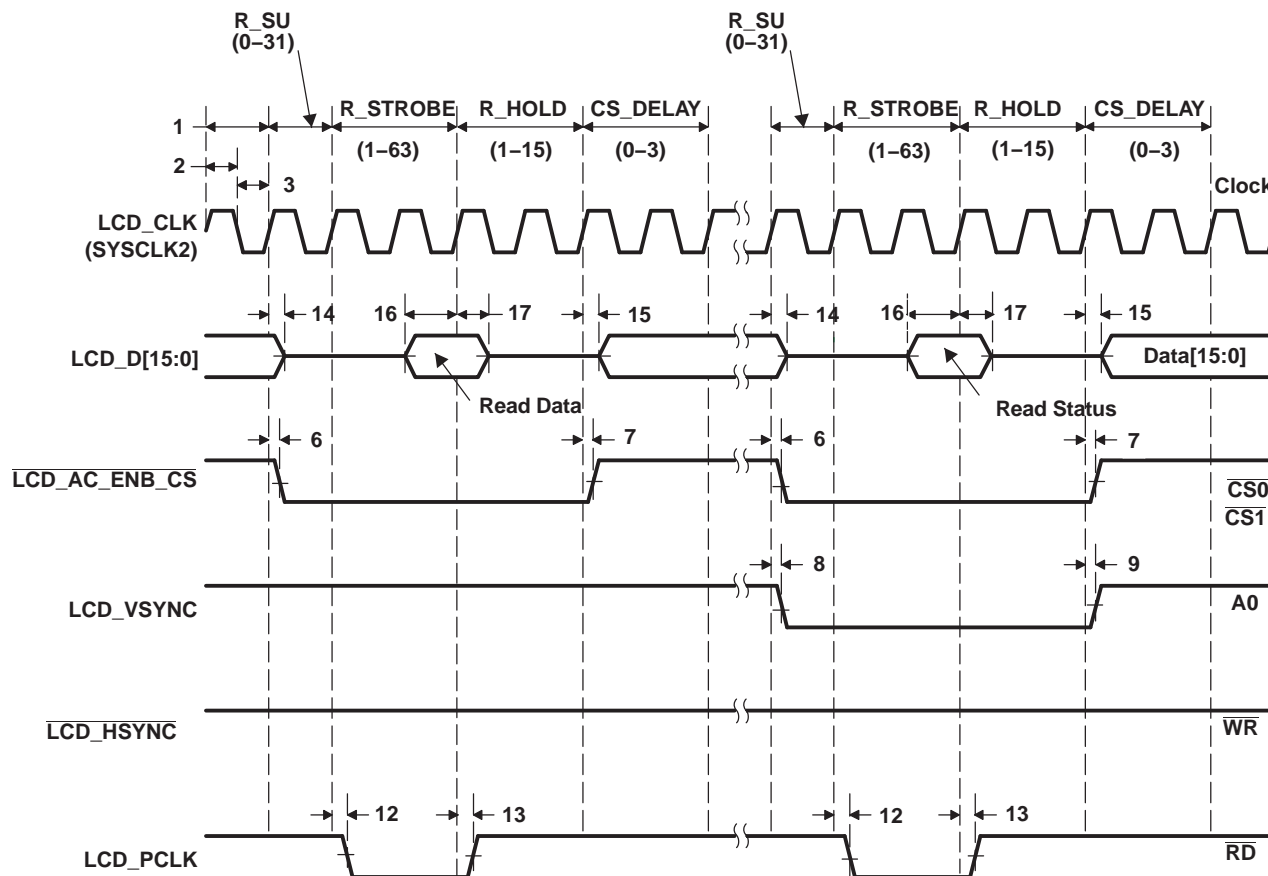 R_SU
(0–31)
R_SU
(0–31)
R_STROBE R_HOLD CS_DELAY R_STROBE R_HOLD CS_DELAY
1
(1–63) (1–15) (0–3) (1–63) (1–15) (0–3)
2
3
Clock
LCD_CLK
(SYSCLK2)
14 16 17 15 14 16 17 15
LCD_D[15:0] Data[15:0]
Read Data Read Status
6 7 6 7
LCD_AC_ENB_CS
CS0
CS1
8 9
LCD_VSYNC A0
LCD_HSYNC WR
12 13 12 13
LCD_PCLK RD